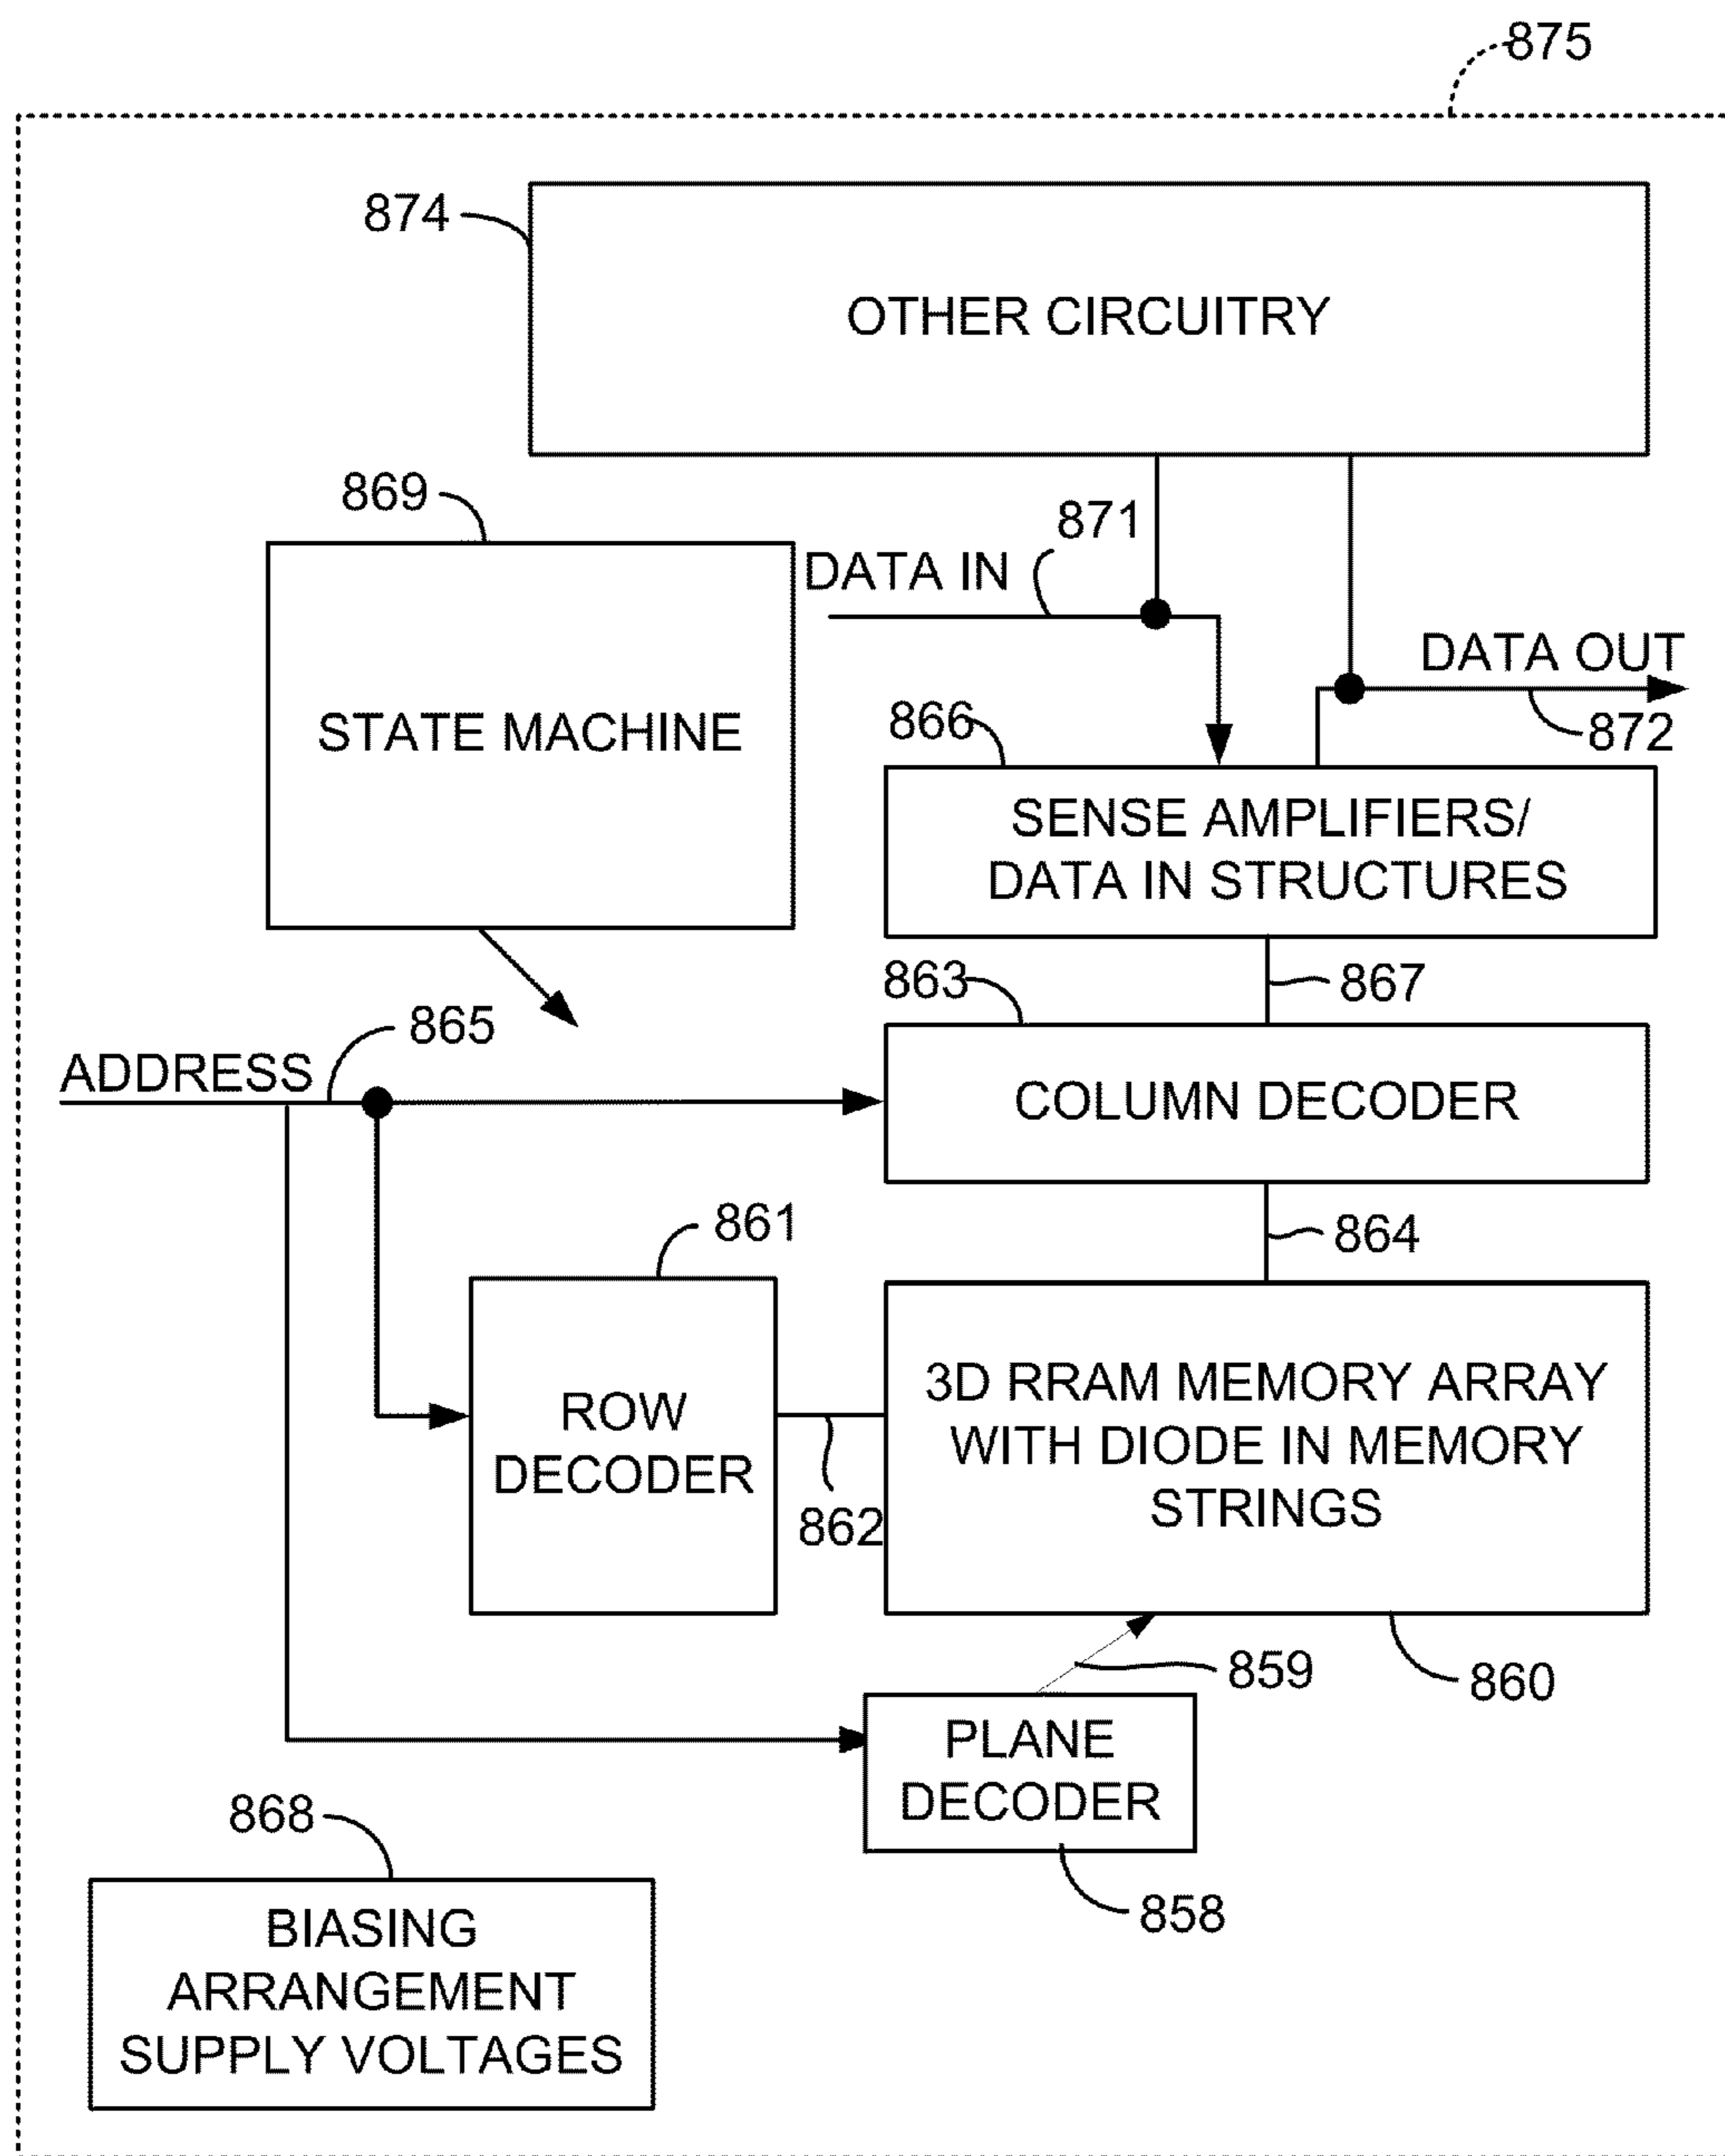 875
874
OTHER CIRCUITRY
869
871
DATA IN
DATA OUT
872
STATE MACHINE
866
SENSE AMPLIFIERS/
DATA IN STRUCTURES
863
867
865
ADDRESS
COLUMN DECODER
861
864
ROW
DECODER
862
3D RRAM MEMORY ARRAY
WITH DIODE IN MEMORY
STRINGS
859
860
PLANE
DECODER
858
868
BIASING
ARRANGEMENT
SUPPLY VOLTAGES